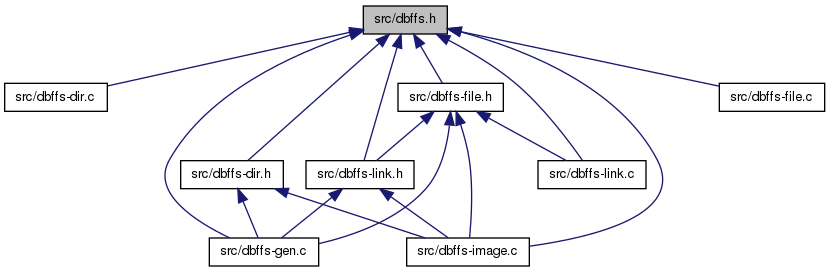 src/dbffs.h
src/dbffs-dir.c
src/dbffs-file.h
src/dbffs-file.c
src/dbffs-dir.h
src/dbffs-link.h
src/dbffs-link.c
src/dbffs-gen.c
src/dbffs-image.c